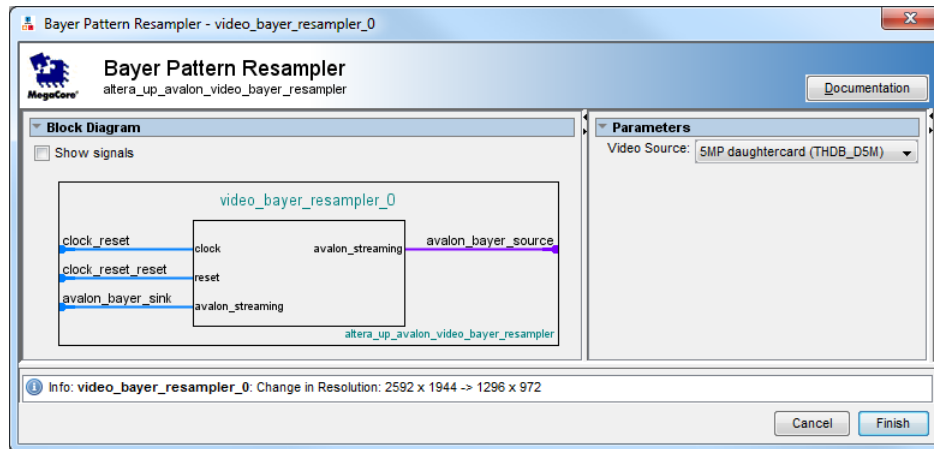 Bayer Pattern Resampler - video_bayer_resampler_0
Bayer Pattern Resampler
altera_up_avalon_video_bayer_resampler
MegaCore'
Documentation
Block Diagram
Show signals
video_bayer_resampler_0
clock_reset
clock
avalon_streaming
avalon_bayer_source
clock_reset_reset
reset
avalon_bayer_sink
avalon_streaming
altera_up_avalon_video_bayer_resampler
Parameters
Video Source: 5MP daughtercard (THDB_D5M)
Info: video_bayer_resampler_0: Change in Resolution: 2592 x 1944 -> 1296 x 972
Cancel
Finish